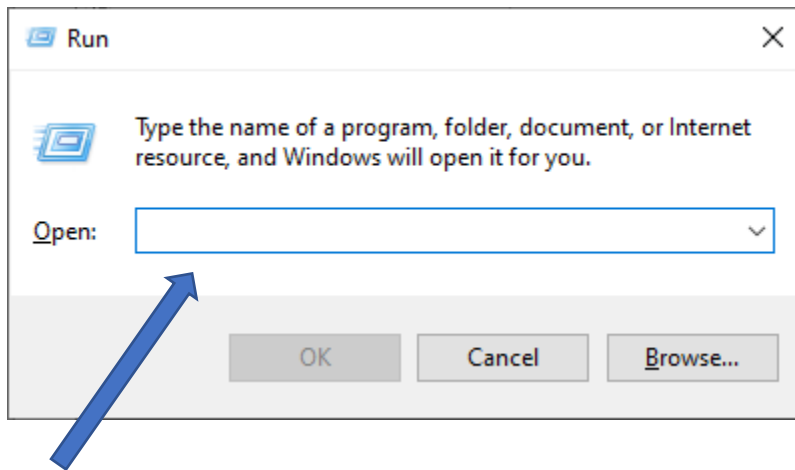 Run
Type the name of a program, folder, document, or Internet
resource, and Windows will open it for you.
Open:
OK Cancel Browse...